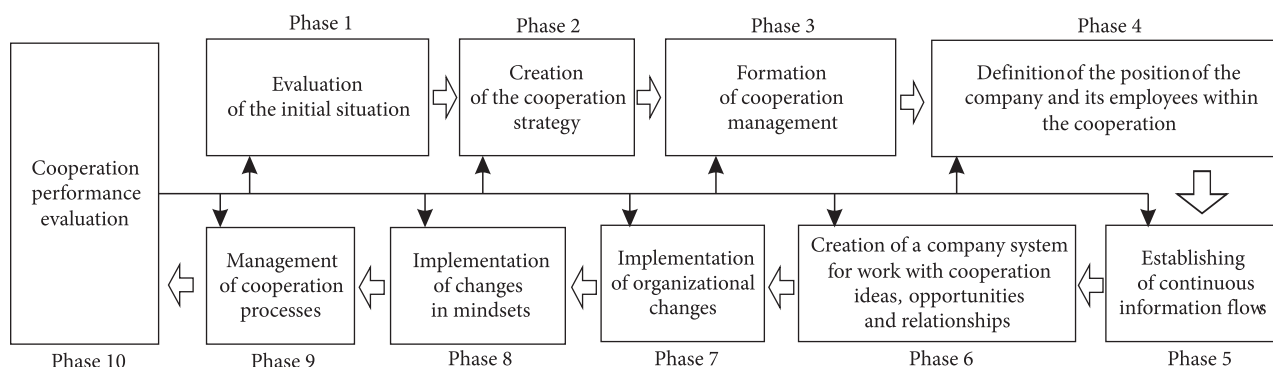 Phase 1
Evaluation
of the initial situation
Phase 2
Creation
of the cooperation
strategy
Phase 3
Formation
of cooperation
management
Phase 4
Definition of the position of the
company and its employees within
the cooperation
Establishing
of continuous
information flows
Phase 5
Creation of a company system
for work with cooperation
ideas, opportunities
and relationships
Phase 6
Implementation
of organizational
changes
Phase 7
Implementation
of changes
in mindsets
Phase 8
Management
of cooperation
processes
Phase 9
Cooperation
performance
evaluation
Phase 10